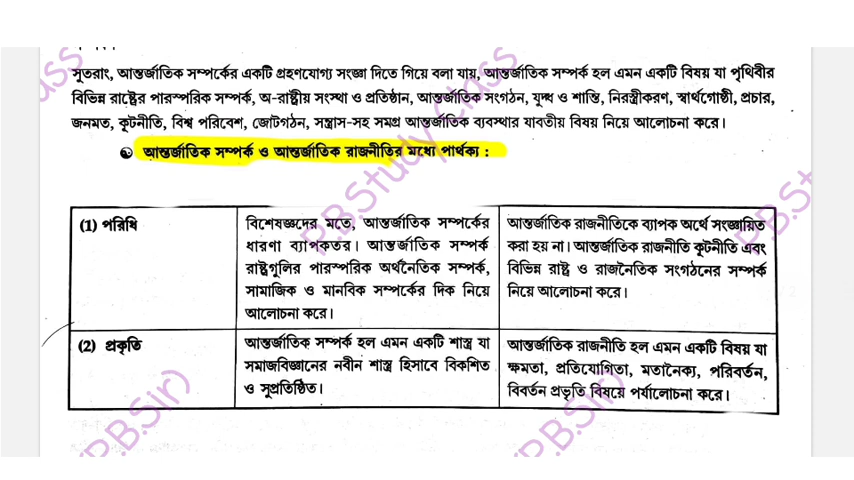 সুতরাং, আন্তর্জাতিক সম্পর্কের একটি গ্রহণযোগ্য সংজ্ঞা দিতে গিয়ে বলা যায়, আন্তর্জাতিক সম্পর্ক হল এমন একটি বিষয় যা পৃথিবীর
বিভিন্ন রাষ্ট্রের পারস্পরিক সম্পর্ক, অ-রাষ্ট্রীয় সংস্থা ও প্রতিষ্ঠান, আন্তর্জাতিক সংগঠন, যুদ্ধ ও শান্তি, নিরস্ত্রীকরণ, স্বার্থগোষ্ঠী, প্রচার,
জনমত, কূটনীতি, বিশ্ব পরিবেশ, জোটগঠন, সন্ত্রাস-সহ সমগ্র আন্তর্জাতিক ব্যবস্থার যাবতীয় বিষয় নিয়ে আলোচনা করে।
আন্তর্জাতিক সম্পর্ক ও আন্তর্জাতিক রাজনীতির মধ্যে পার্থক্য :
(1) পরিধি
বিশেষজ্ঞদের মতে, আন্তর্জাতিক সম্পর্কের
ধারণা ব্যাপকতর। আন্তর্জাতিক সম্পর্ক
রাষ্ট্রগুলির পারস্পরিক অর্থনৈতিক সম্পর্ক,
সামাজিক ও মানবিক সম্পর্কের দিক নিয়ে
আলোচনা করে।
আন্তর্জাতিক রাজনীতিকে ব্যাপক অর্থে সংজ্ঞায়িত
করা হয় না। আন্তর্জাতিক রাজনীতি কূটনীতি এবং
বিভিন্ন রাষ্ট্র ও রাজনৈতিক সংগঠনের সম্পর্ক
নিয়ে আলোচনা করে।
(2) প্রকৃতি
আন্তর্জাতিক সম্পর্ক হল এমন একটি শাস্ত্র যা
সমাজবিজ্ঞানের নবীন শাস্ত্র হিসাবে বিকশিত
ও সুপ্রতিষ্ঠিত।
আন্তর্জাতিক রাজনীতি হল এমন একটি বিষয় যা
ক্ষমতা, প্রতিযোগিতা, মতানৈক্য, পরিবর্তন,
বিবর্তন প্রভৃতি বিষয়ে পর্যালোচনা করে।
P.B.Study Class
P.B.St
(P.B.Sir)
(P.B.Sir)